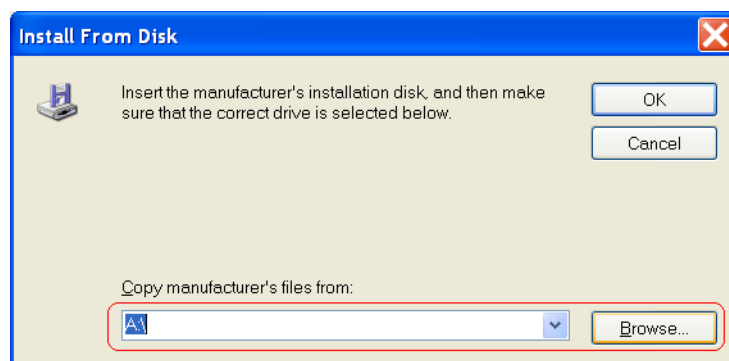 Install From Disk
Insert the manufacturer's installation disk, and then make
sure that the correct drive is selected below.
OK
Cancel
Copy manufacturer's files from:
A:\
Browse...